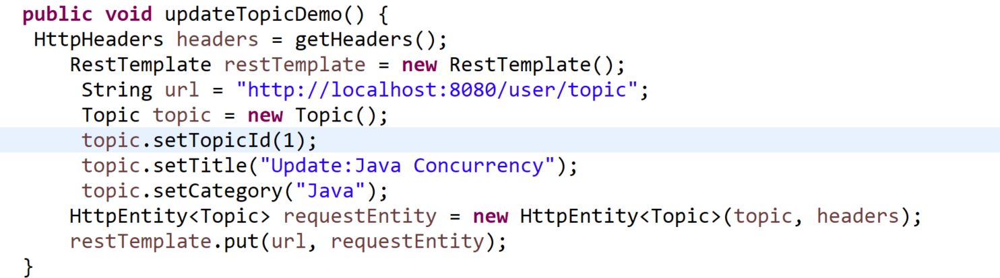 public void updateTopicDemo() {
HttpHeaders headers = getHeaders();
RestTemplate restTemplate = new RestTemplate();
String url = "http://localhost:8080/user/topic";
Topic topic = new Topic();
topic.setTopicId(1);
topic.setTitle("Update:Java Concurrency");
topic.setCategory("Java");
HttpEntity<Topic> requestEntity = new HttpEntity<Topic>(topic, headers);
restTemplate.put(url, requestEntity);
}